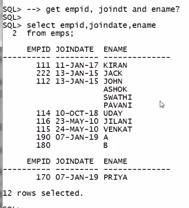 SQL> --> get empid, joindt and ename?
SQL>
SQL> select empid,joindate,ename
2 from emps;
EMPID JOINDATE ENAME
---------- --------- ----------
111 11-JAN-17 KIRAN
222 13-JAN-15 JACK
112 13-JAN-15 JOHN
ASHOK
SWATHI
PAVANI
114 10-OCT-18 UDAY
116 23-MAY-10 JILANI
115 24-MAY-10 VENKAT
190 07-JAN-19 A
180 B
EMPID JOINDATE ENAME
---------- --------- ----------
170 07-JAN-19 PRIYA
12 rows selected.